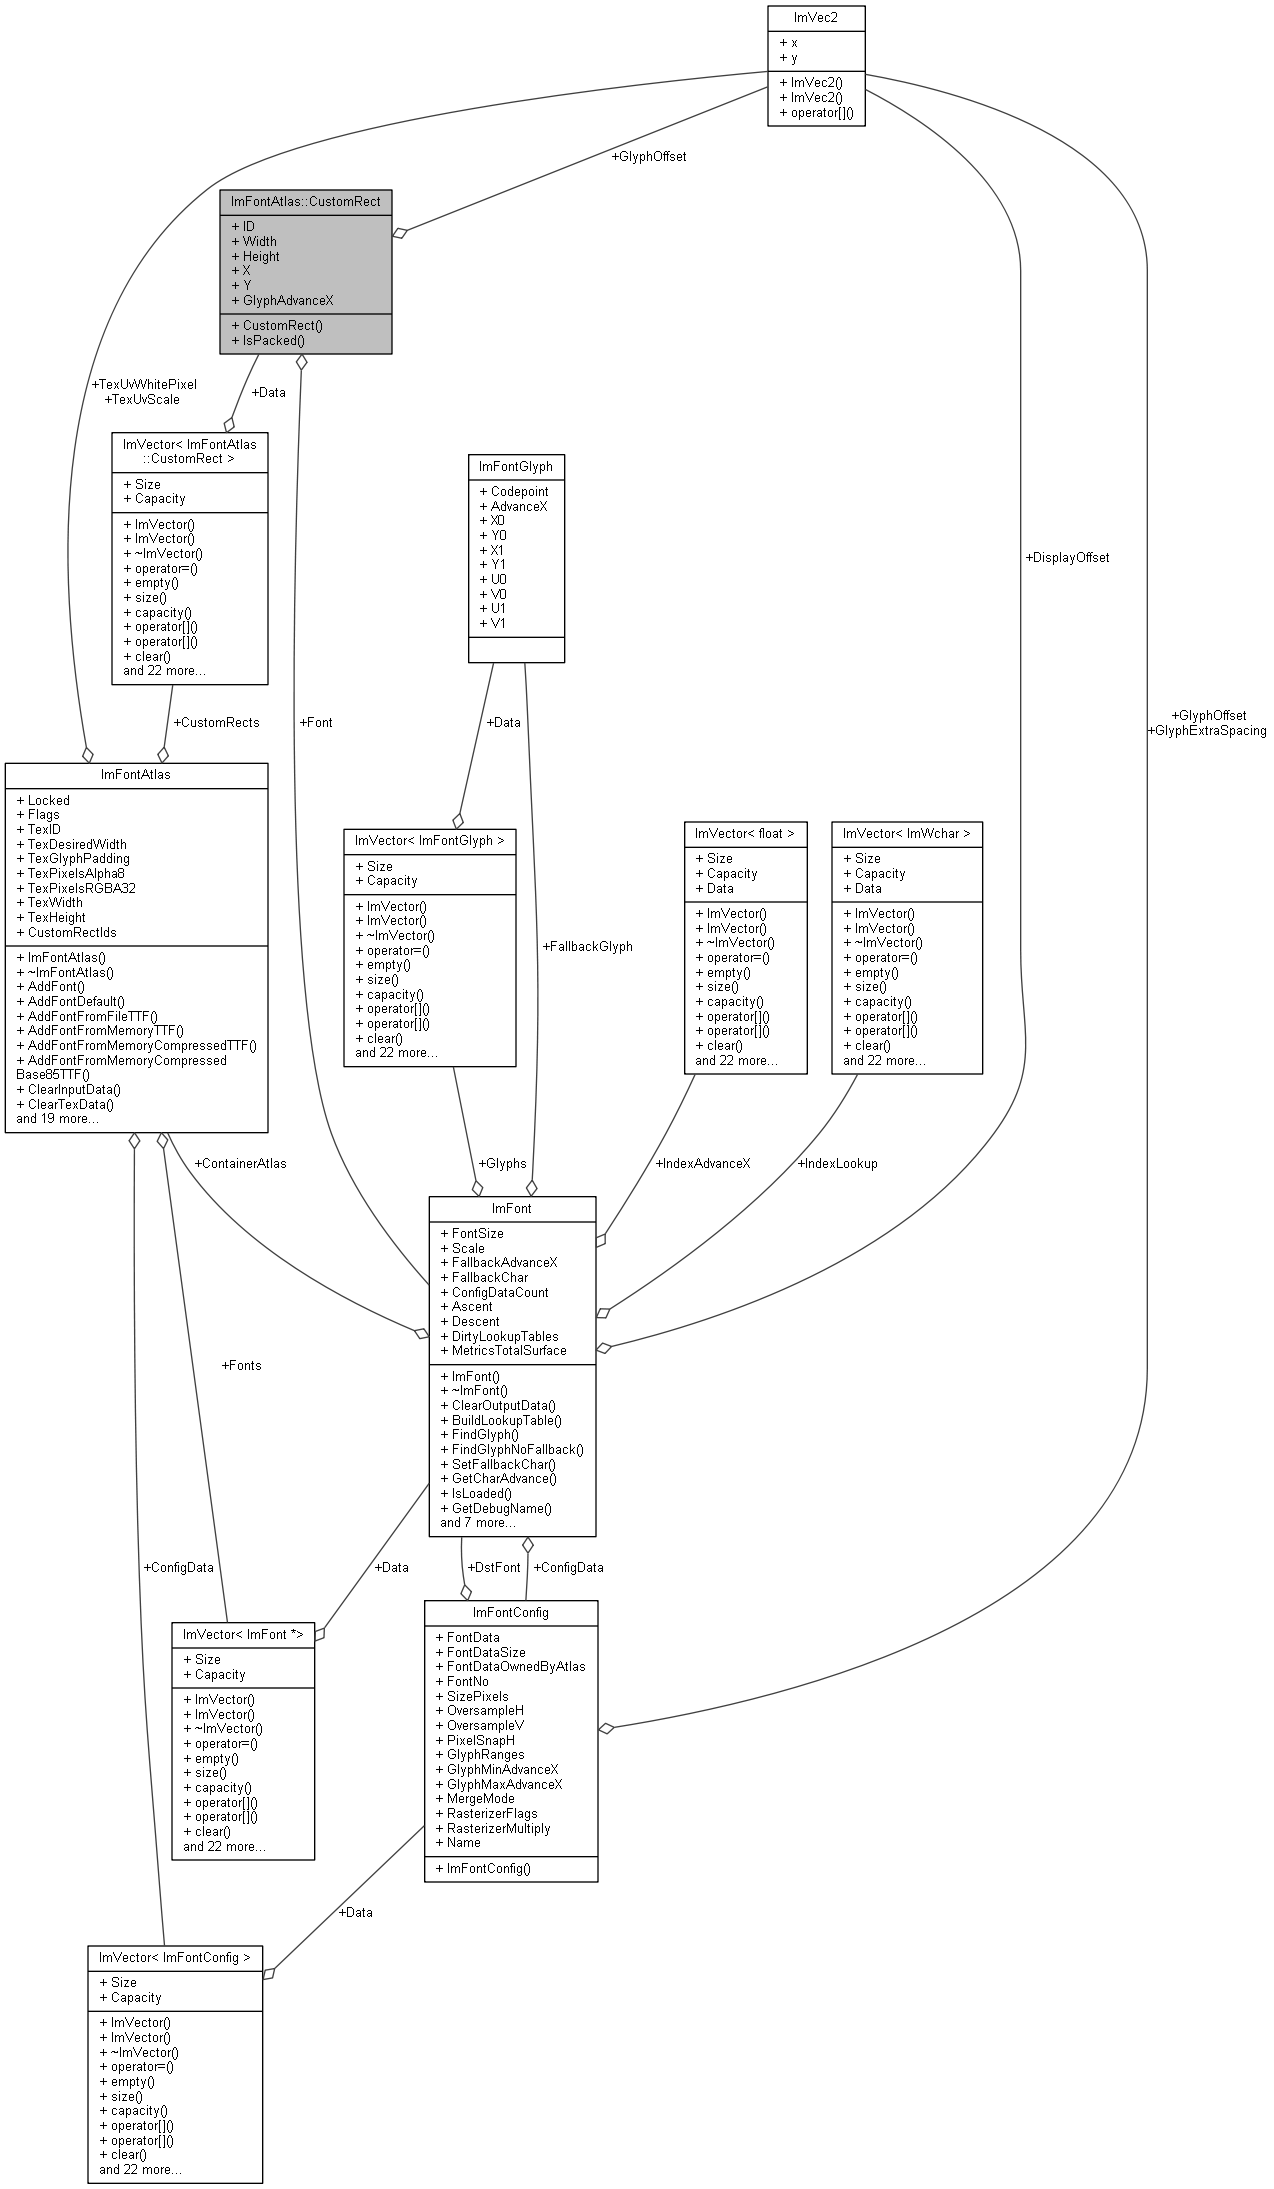 ImVec2
+ x
+ y
+ ImVec2()
+ ImVec2()
+ operator[]()
+GlyphOffset
ImFontAtlas::CustomRect
+ ID
+ Width
+ Height
+ X
+ Y
+ GlyphAdvanceX
+ CustomRect()
+ IsPacked()
+TexUvWhitePixel
+TexUvScale
+Data
ImVector< ImFontAtlas
::CustomRect >
+ Size
+ Capacity
+ ImVector()
+ ImVector()
+ ~ImVector()
+ operator=()
+ empty()
+ size()
+ capacity()
+ operator[]()
+ operator[]()
+ clear()
and 22 more...
ImFontGlyph
+ Codepoint
+ AdvanceX
+ X0
+ Y0
+ X1
+ Y1
+ U0
+ V0
+ U1
+ V1
+DisplayOffset
+GlyphOffset
+GlyphExtraSpacing
+CustomRects
+Font
+Data
ImFontAtlas
+ Locked
+ Flags
+ TexID
+ TexDesiredWidth
+ TexGlyphPadding
+ TexPixelsAlpha8
+ TexPixelsRGBA32
+ TexWidth
+ TexHeight
+ CustomRectIds
+ ImFontAtlas()
+ ~ImFontAtlas()
+ AddFont()
+ AddFontDefault()
+ AddFontFromFileTTF()
+ AddFontFromMemoryTTF()
+ AddFontFromMemoryCompressedTTF()
+ AddFontFromMemoryCompressed
Base85TTF()
+ ClearInputData()
+ ClearTexData()
and 19 more...
ImVector< ImFontGlyph >
+ Size
+ Capacity
+ ImVector()
+ ImVector()
+ ~ImVector()
+ operator=()
+ empty()
+ size()
+ capacity()
+ operator[]()
+ operator[]()
+ clear()
and 22 more...
+FallbackGlyph
ImVector< float >
+ Size
+ Capacity
+ Data
+ ImVector()
+ ImVector()
+ ~ImVector()
+ operator=()
+ empty()
+ size()
+ capacity()
+ operator[]()
+ operator[]()
+ clear()
and 22 more...
ImVector< ImWchar >
+ Size
+ Capacity
+ Data
+ ImVector()
+ ImVector()
+ ~ImVector()
+ operator=()
+ empty()
+ size()
+ capacity()
+ operator[]()
+ operator[]()
+ clear()
and 22 more...
+ContainerAtlas
+Glyphs
+IndexAdvanceX
+IndexLookup
ImFont
+ FontSize
+ Scale
+ FallbackAdvanceX
+ FallbackChar
+ ConfigDataCount
+ Ascent
+ Descent
+ DirtyLookupTables
+ MetricsTotalSurface
+ ImFont()
+ ~ImFont()
+ ClearOutputData()
+ BuildLookupTable()
+ FindGlyph()
+ FindGlyphNoFallback()
+ SetFallbackChar()
+ GetCharAdvance()
+ IsLoaded()
+ GetDebugName()
and 7 more...
+Fonts
+ConfigData
+Data
+DstFont
+ConfigData
ImVector< ImFont *>
+ Size
+ Capacity
+ ImVector()
+ ImVector()
+ ~ImVector()
+ operator=()
+ empty()
+ size()
+ capacity()
+ operator[]()
+ operator[]()
+ clear()
and 22 more...
ImFontConfig
+ FontData
+ FontDataSize
+ FontDataOwnedByAtlas
+ FontNo
+ SizePixels
+ OversampleH
+ OversampleV
+ PixelSnapH
+ GlyphRanges
+ GlyphMinAdvanceX
+ GlyphMaxAdvanceX
+ MergeMode
+ RasterizerFlags
+ RasterizerMultiply
+ Name
+ ImFontConfig()
+Data
ImVector< ImFontConfig >
+ Size
+ Capacity
+ ImVector()
+ ImVector()
+ ~ImVector()
+ operator=()
+ empty()
+ size()
+ capacity()
+ operator[]()
+ operator[]()
+ clear()
and 22 more...